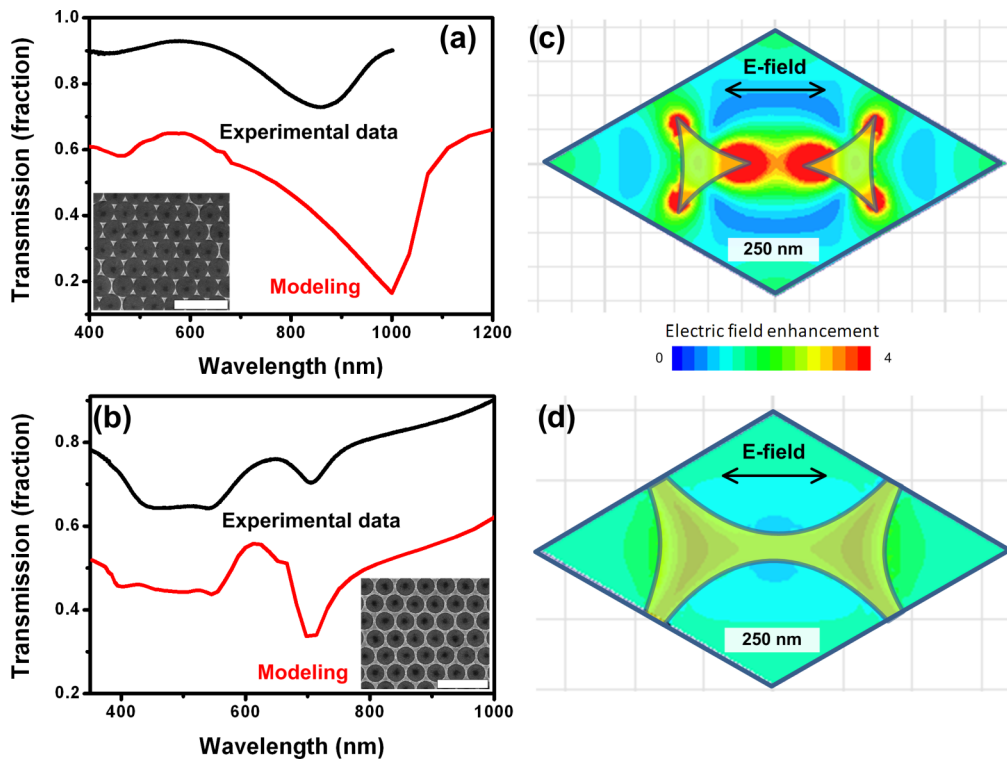 (a)
Transmission (fraction)
1.0
0.8
0.6
0.4
0.2
Experimental data
Modeling
400
600
800
1000
1200
Wavelength (nm)
(c)
E-field
250 nm
Electric field enhancement
0
4
(b)
Transmission (fraction)
0.8
0.6
0.4
0.2
Experimental data
Modeling
400
600
800
1000
Wavelength (nm)
(d)
E-field
250 nm